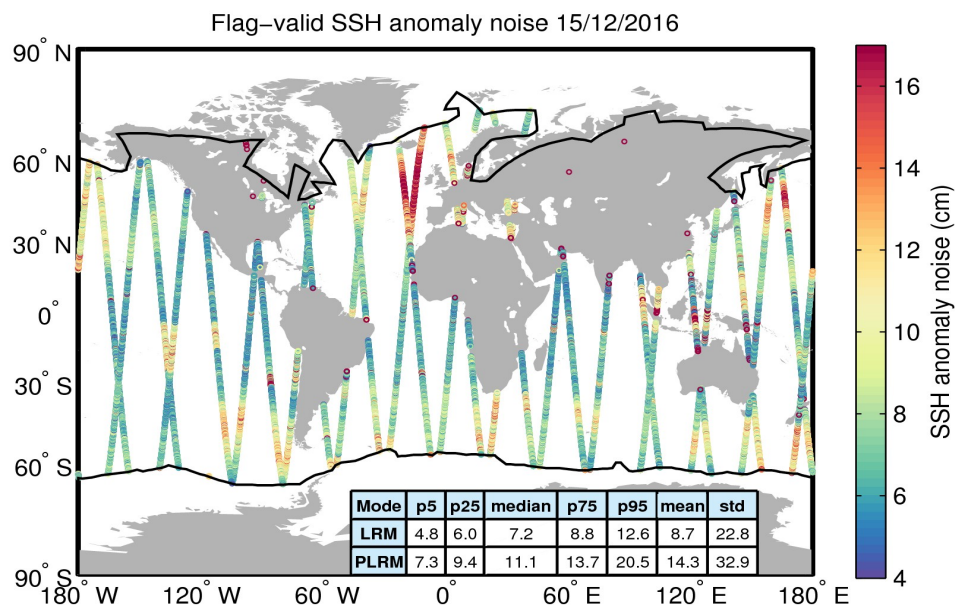 Flag−valid SSH anomaly noise 15/12/2016
90° N
60° N
30° N
0°
30° S
60° S
90° S
180° W
120° W
60° W
0°
60° E
120° E
180° E
Mode p5 p25 median p75 p95 mean std
LRM 4.8 6.0 7.2 8.8 12.6 8.7 22.8
PLRM 7.3 9.4 11.1 13.7 20.5 14.3 32.9
16
14
12
10
8
6
4
SSH anomaly noise (cm)